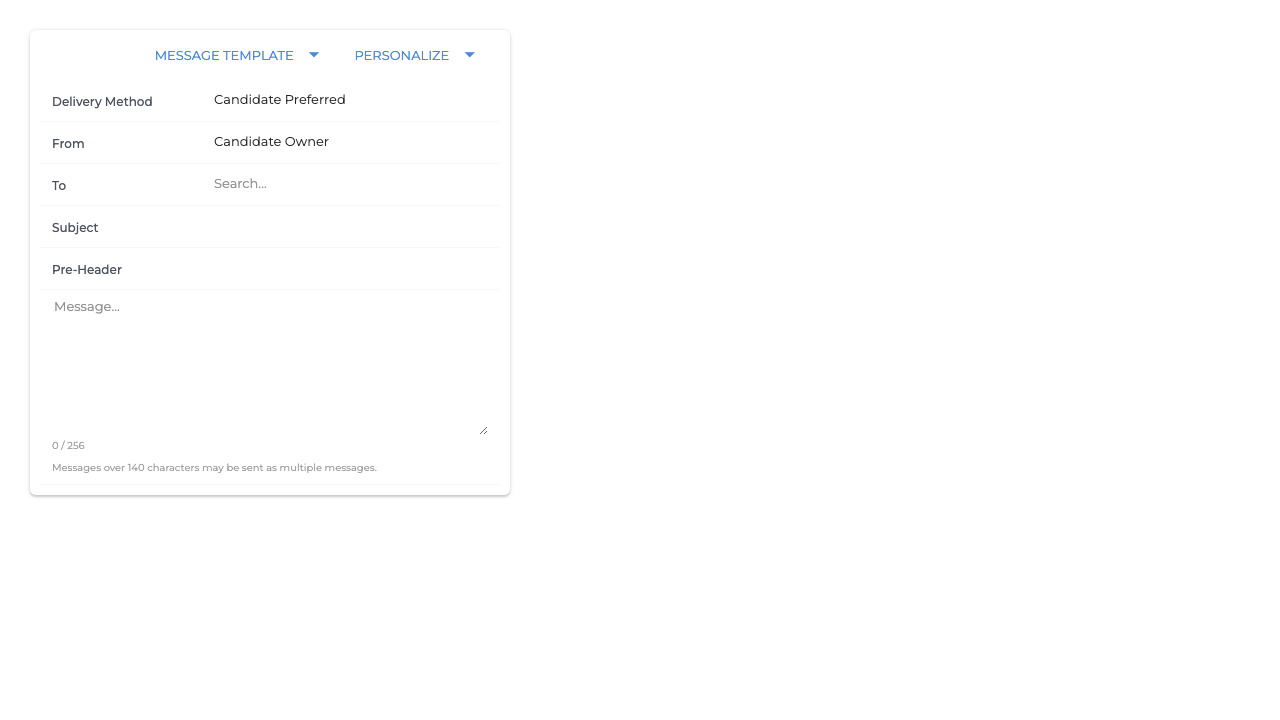 MESSAGE TEMPLATE PERSONALIZE
Delivery Method Candidate Preferred
From Candidate Owner
To Search...
Subject
Pre-Header
Message...
0 / 256
Messages over 140 characters may be sent as multiple messages.